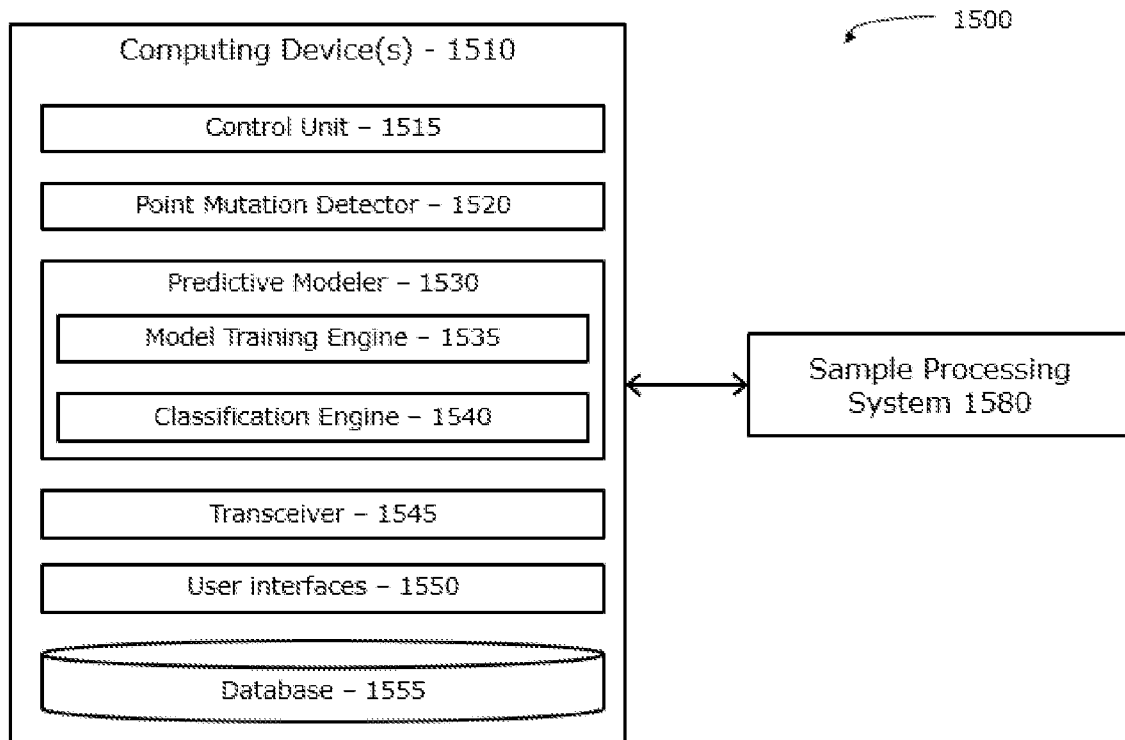 1500
Computing Device(s) - 1510
Control Unit – 1515
Point Mutation Detector – 1520
Predictive Modeler – 1530
Model Training Engine – 1535
Classification Engine – 1540
Transceiver – 1545
User interfaces – 1550
Database – 1555
Sample Processing
System 1580